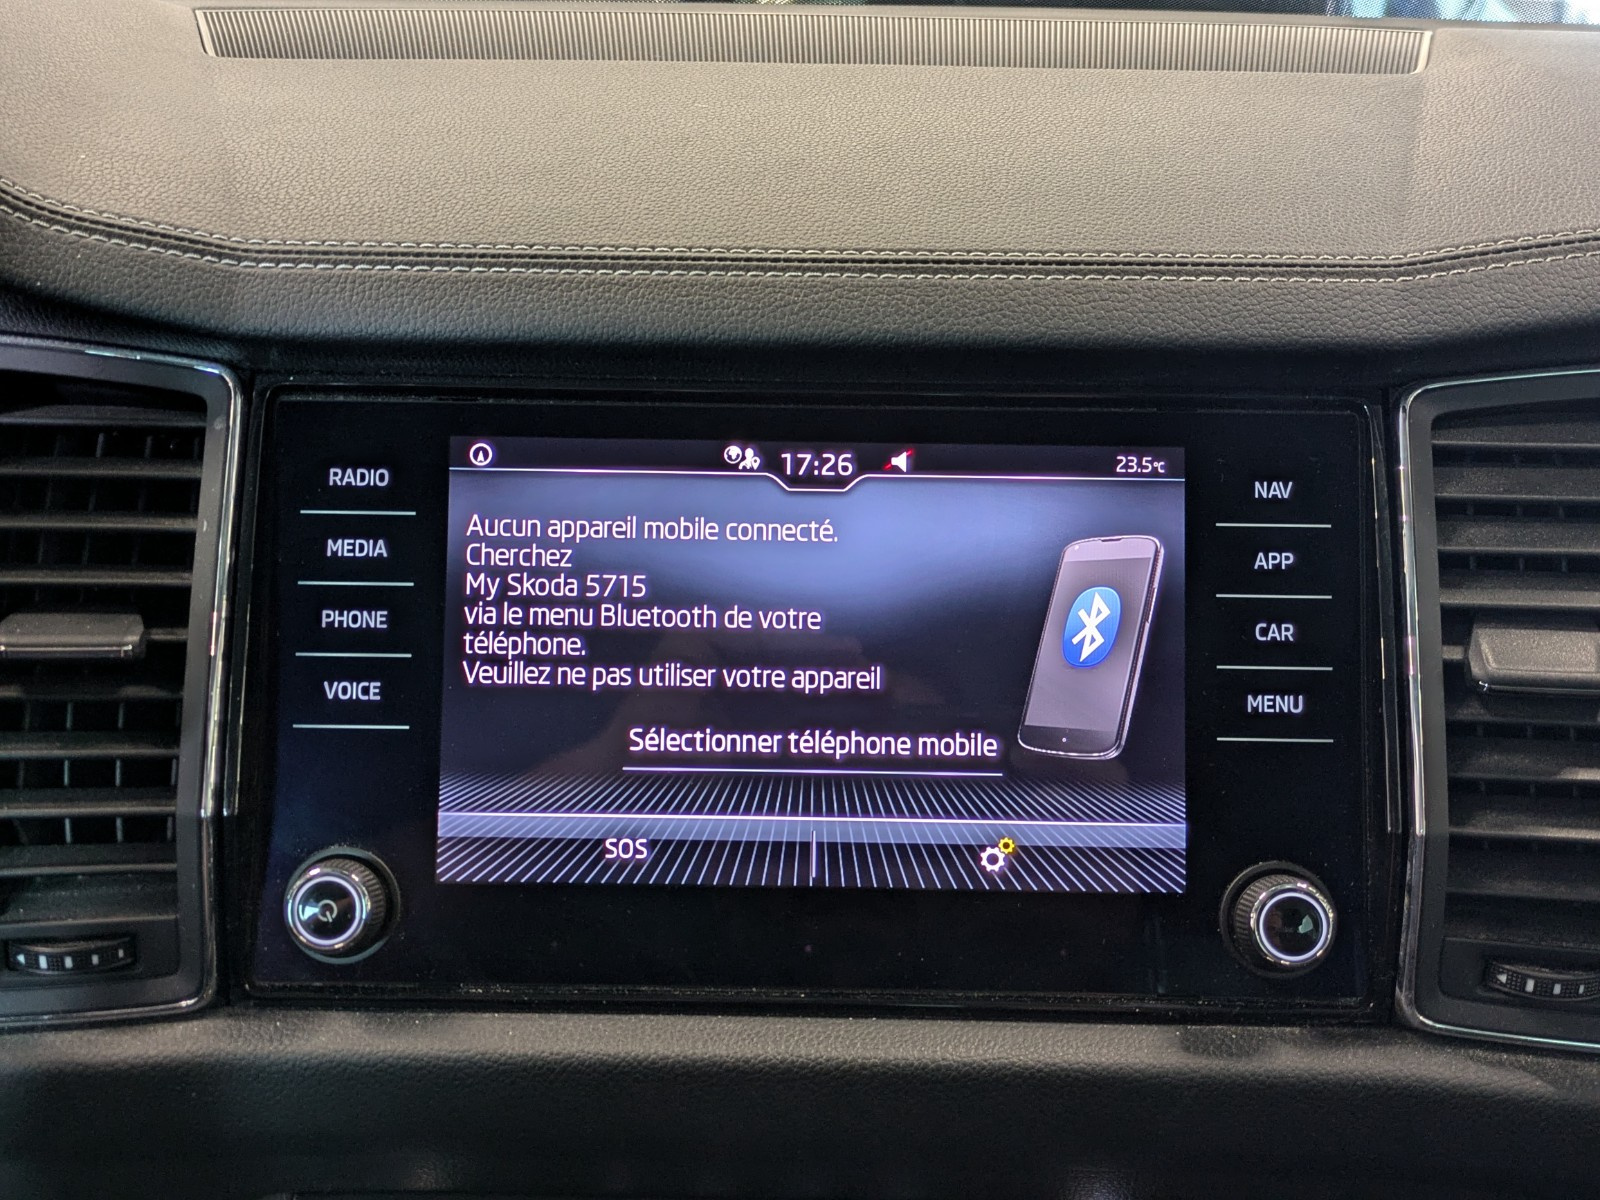 17:26
23.5°C
RADIO
MEDIA
PHONE
VOICE
Aucun appareil mobile connecté.
Cherchez
My Skoda 5715
via le menu Bluetooth de votre
téléphone.
Veuillez ne pas utiliser votre appareil
Sélectionner téléphone mobile
SOS
NAV
APP
CAR
MENU